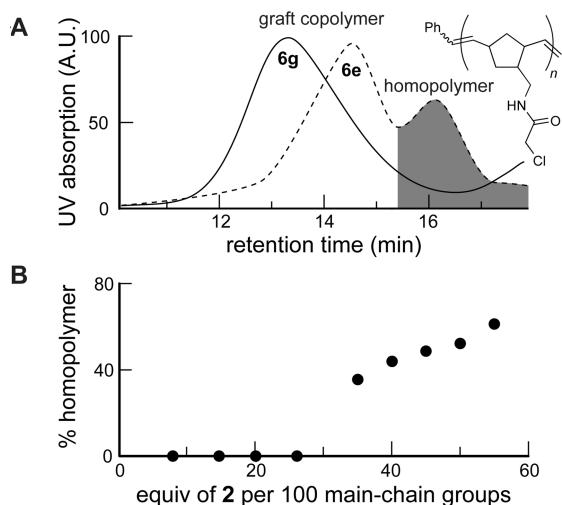 A
graft copolymer
UV absorption (A.U.)
100
50
0
6g
6e
homopolymer
12
14
16
retention time (min)
Ph
n
HN
O
Cl
B
% homopolymer
80
40
0
0
20
40
60
equiv of 2 per 100 main-chain groups